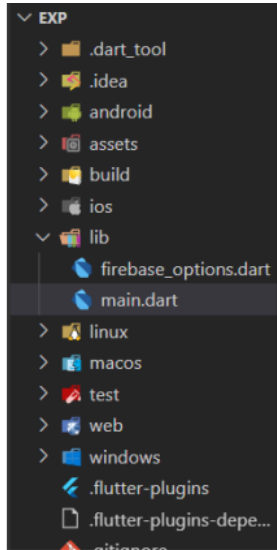 EXP
.dart_tool
.idea
android
assets
build
ios
lib
firebase_options.dart
main.dart
linux
macos
test
web
windows
.flutter-plugins
.flutter-plugins-depe...
.gitignore